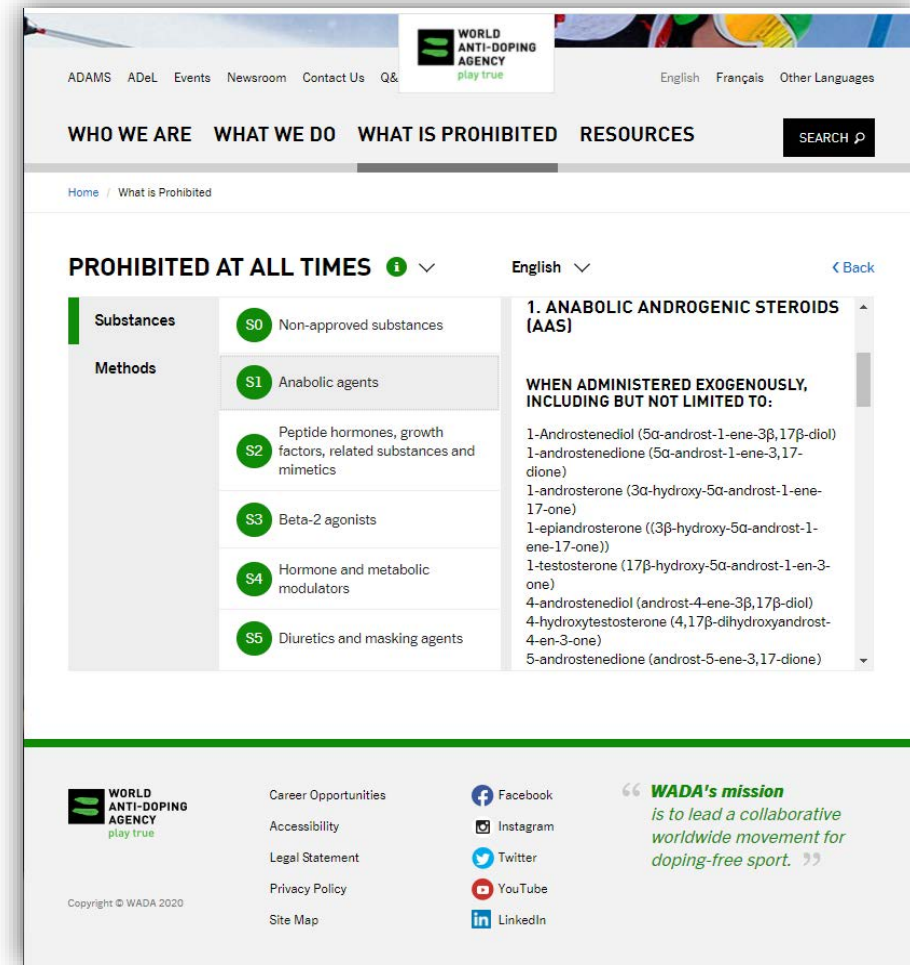 WORLD
ANTI-DOPING
AGENCY
play true
ADAMS ADeL Events Newsroom Contact Us Q&
English Français Other Languages
WHO WE ARE WHAT WE DO WHAT IS PROHIBITED RESOURCES
SEARCH
Home / What is Prohibited
PROHIBITED AT ALL TIMES i
English
Back
Substances
Methods
S0 Non-approved substances
S1 Anabolic agents
S2 Peptide hormones, growth
factors, related substances and
mimetics
S3 Beta-2 agonists
S4 Hormone and metabolic
modulators
S5 Diuretics and masking agents
1. ANABOLIC ANDROGENIC STEROIDS
(AAS)
WHEN ADMINISTERED EXOGENOUSLY,
INCLUDING BUT NOT LIMITED TO:
1-Androstenediol (5α-androst-1-ene-3β,17β-diol)
1-androstenedione (5α-androst-1-ene-3,17-
dione)
1-androsterone (3α-hydroxy-5α-androst-1-ene-
17-one)
1-epiandrosterone ((3β-hydroxy-5α-androst-1-
ene-17-one))
1-testosterone (17β-hydroxy-5α-androst-1-en-3-
one)
4-androstenediol (androst-4-ene-3β,17β-diol)
4-hydroxytestosterone (4,17β-dihydroxyandrost-
4-en-3-one)
5-androstenedione (androst-5-ene-3,17-dione)
WORLD
ANTI-DOPING
AGENCY
play true
Copyright © WADA 2020
Career Opportunities
Accessibility
Legal Statement
Privacy Policy
Site Map
Facebook
Instagram
Twitter
YouTube
in LinkedIn
“ WADA's mission
is to lead a collaborative
worldwide movement for
doping-free sport. ”